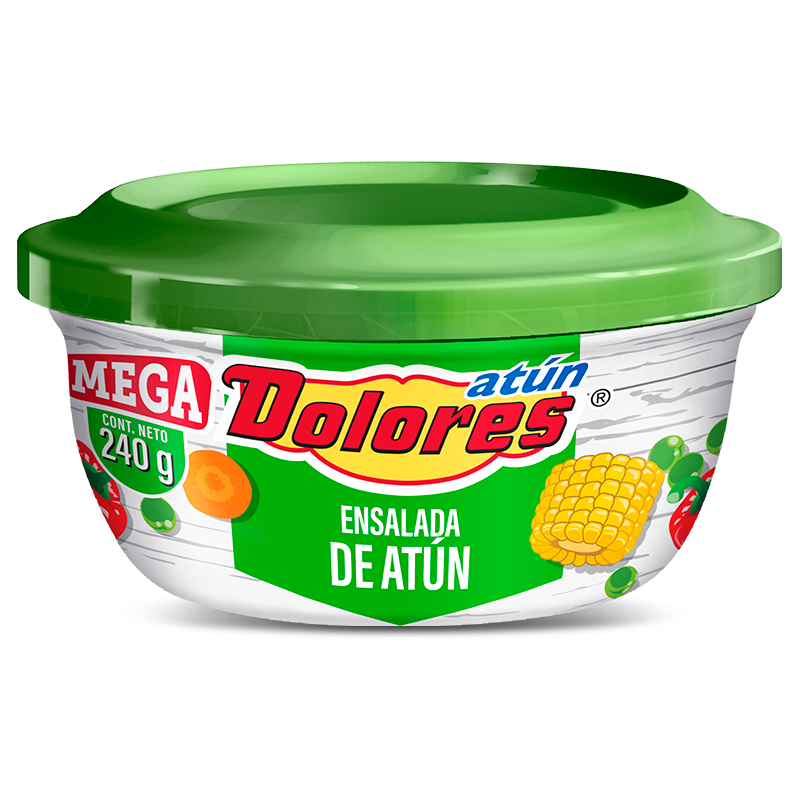 MEGA
CONT. NETO
240 g
atún
Dolores ®
ENSALADA
DE ATÚN